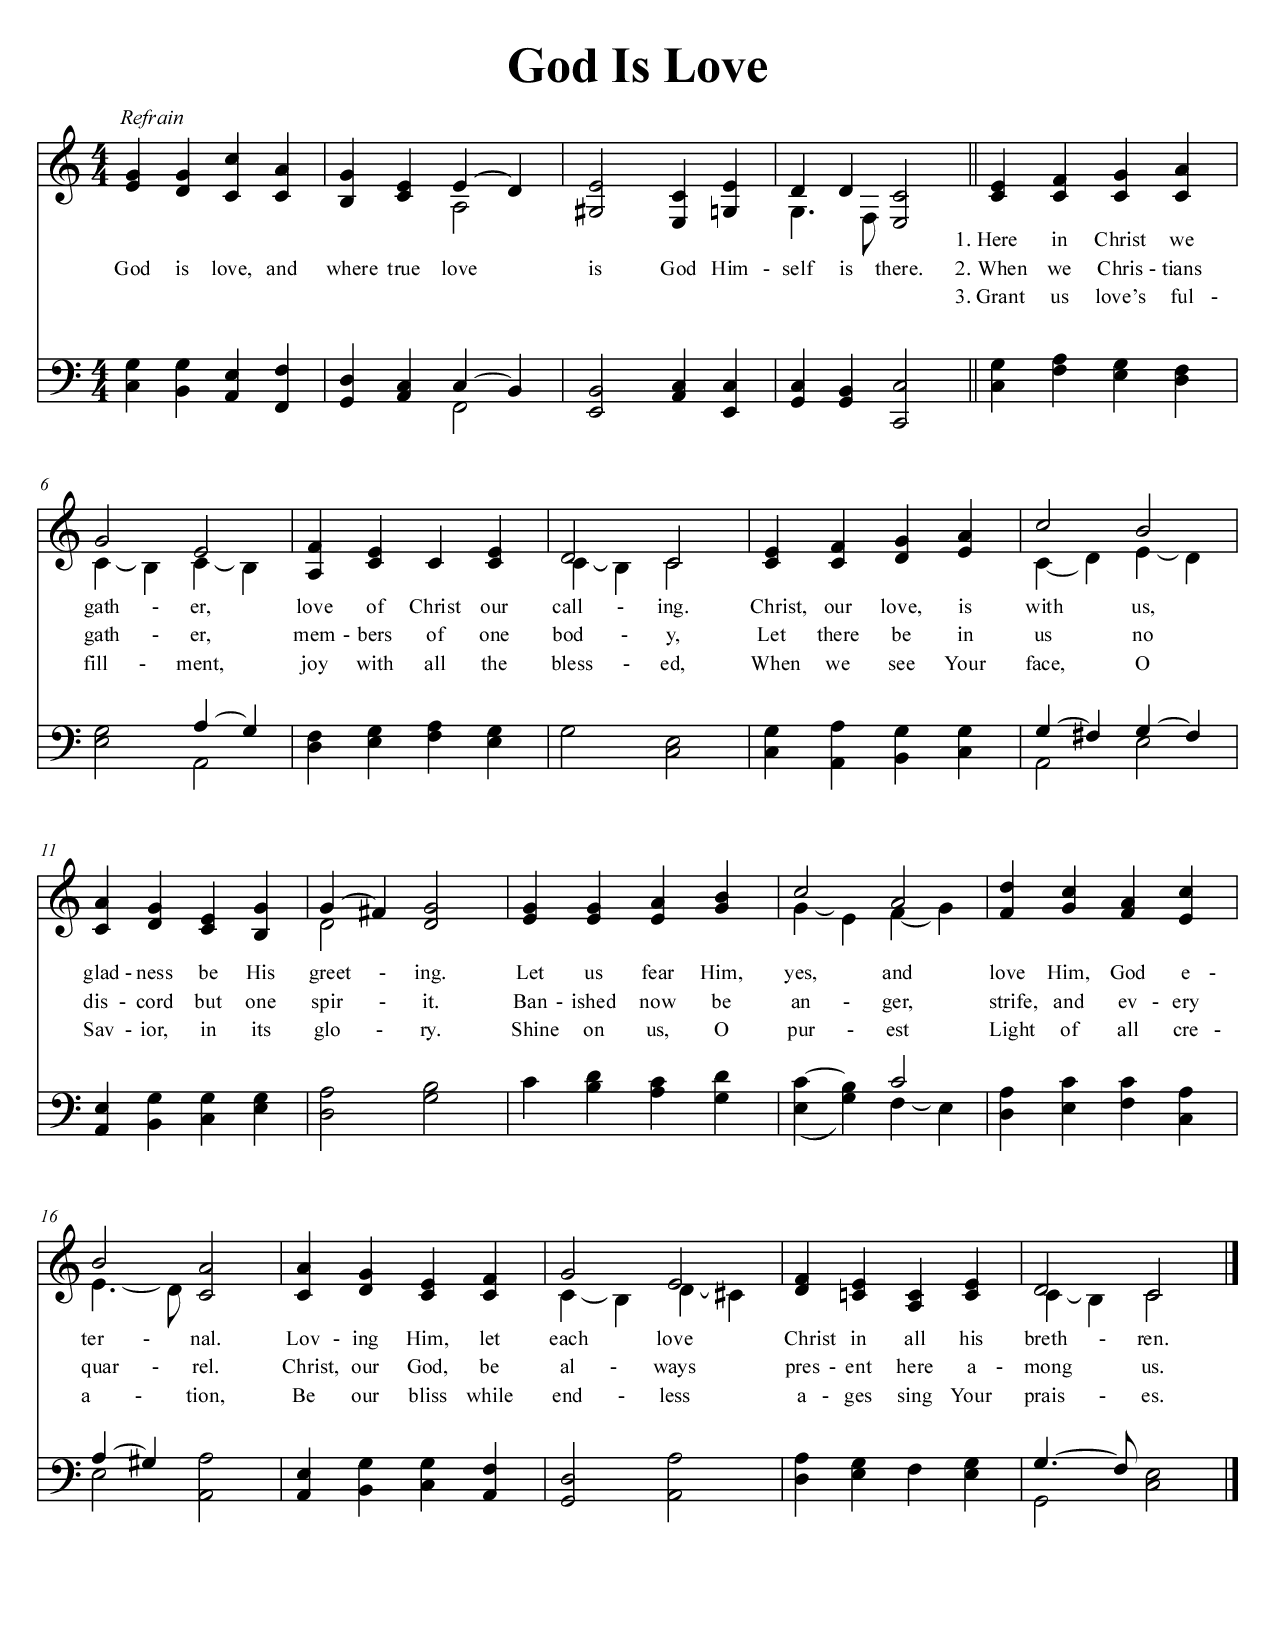 God Is Love
Refrain
1. Here in Christ we
God is love, and where true love is God Him - self is there. 2. When we Chris - tians
3. Grant us love’s ful -
6
gath - er, love of Christ our call - ing. Christ, our love, is with us,
gath - er, mem - bers of one bod - y, Let there be in us no
fill - ment, joy with all the bless - ed, When we see Your face, O
11
glad - ness be His greet - ing. Let us fear Him, yes, and love Him, God e -
dis - cord but one spir - it. Ban - ished now be an - ger, strife, and ev - ery
Sav - ior, in its glo - ry. Shine on us, O pur - est Light of all cre -
16
ter - nal. Lov - ing Him, let each love Christ in all his breth - ren.
quar - rel. Christ, our God, be al - ways pres - ent here a - mong us.
a - tion, Be our bliss while end - less a - ges sing Your prais - es.